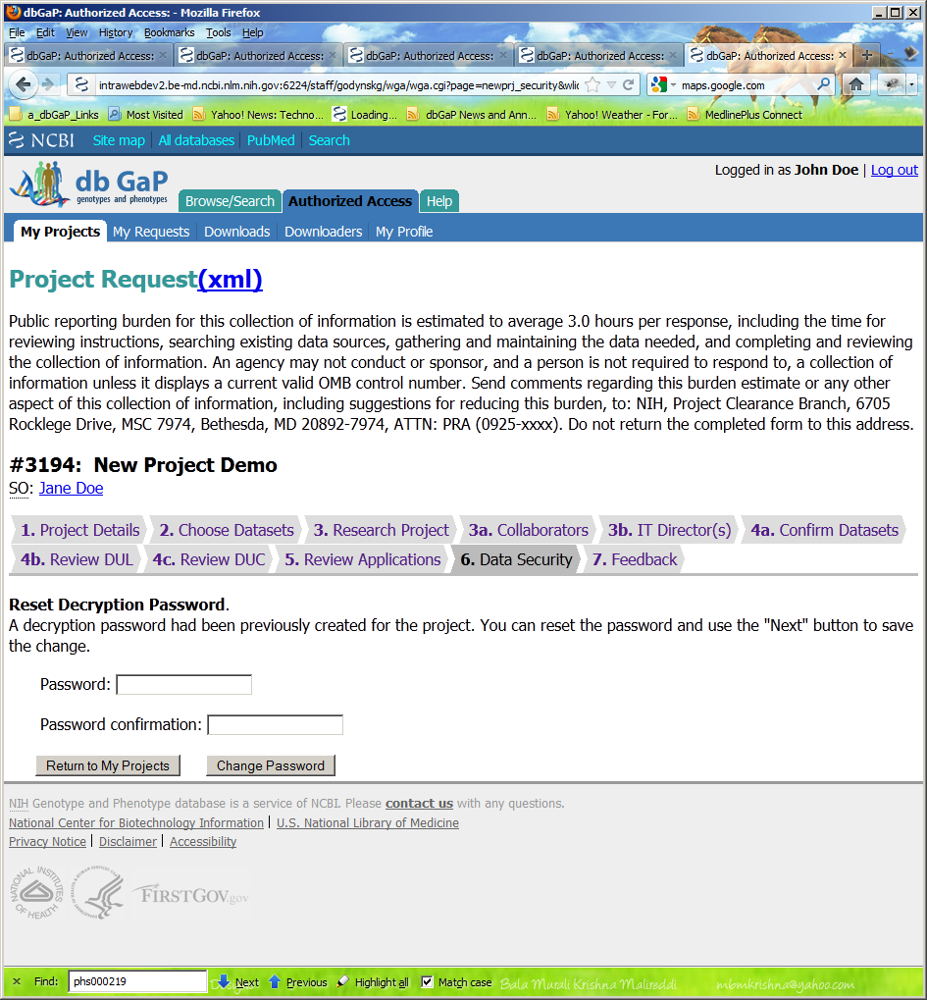 dbGaP: Authorized Access: - Mozilla Firefox
File Edit View History Bookmarks Tools Help
dbGaP: Authorized Access: × dbGaP: Authorized Access: × dbGaP: Authorized Access: × dbGaP: Authorized Access: × dbGaP: Authorized Access: × +
intrawebdev2.be-md.ncbi.nlm.nih.gov:6224/staff/godynskg/wga/wga.cgi?page=newprj_security&wlid maps.google.com
a_dbGaP_Links Most Visited Yahoo! News: Techno... Loading... dbGaP News and Ann... Yahoo! Weather - For... MedlinePlus Connect
NCBI Site map All databases PubMed Search
Logged in as John Doe | Log out
db GaP
genotypes and phenotypes
Browse/Search Authorized Access Help
My Projects My Requests Downloads Downloaders My Profile
Project Request(xml)
Public reporting burden for this collection of information is estimated to average 3.0 hours per response, including the time for
reviewing instructions, searching existing data sources, gathering and maintaining the data needed, and completing and reviewing
the collection of information. An agency may not conduct or sponsor, and a person is not required to respond to, a collection of
information unless it displays a current valid OMB control number. Send comments regarding this burden estimate or any other
aspect of this collection of information, including suggestions for reducing this burden, to: NIH, Project Clearance Branch, 6705
Rocklege Drive, MSC 7974, Bethesda, MD 20892-7974, ATTN: PRA (0925-xxxx). Do not return the completed form to this address.
#3194: New Project Demo
SO: Jane Doe
1. Project Details 2. Choose Datasets 3. Research Project 3a. Collaborators 3b. IT Director(s) 4a. Confirm Datasets
4b. Review DUL 4c. Review DUC 5. Review Applications 6. Data Security 7. Feedback
Reset Decryption Password.
A decryption password had been previously created for the project. You can reset the password and use the "Next" button to save
the change.
Password:
Password confirmation:
Return to My Projects Change Password
NIH Genotype and Phenotype database is a service of NCBI. Please contact us with any questions.
National Center for Biotechnology Information | U.S. National Library of Medicine
Privacy Notice | Disclaimer | Accessibility
NATIONAL INSTITUTES OF HEALTH
FIRSTGOV.gov
× Find: phs000219 Next Previous Highlight all Match case Bala Murali Krishna Malireddi mbmkrishna@yahoo.com